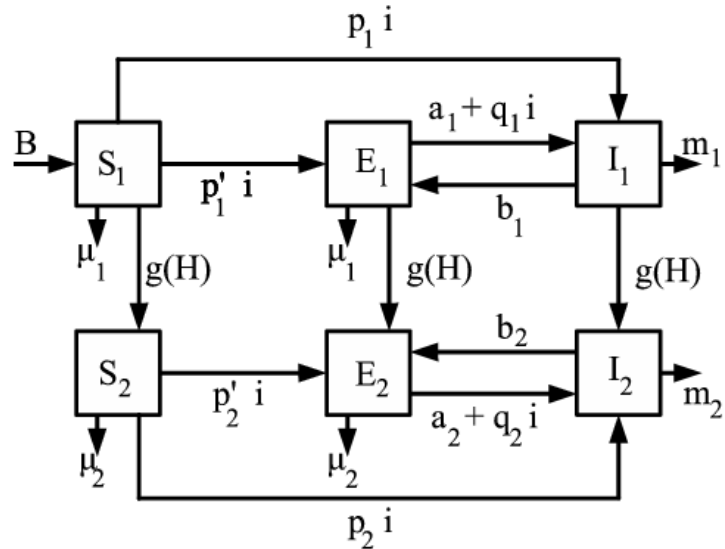 p₁ i
B
S₁
p'₁ i
E₁
a₁ + q₁ i
b₁
I₁
m₁
μ₁
g(H)
μ₁
g(H)
g(H)
S₂
p'₂ i
E₂
b₂
a₂ + q₂ i
I₂
m₂
μ₂
μ₂
p₂ i